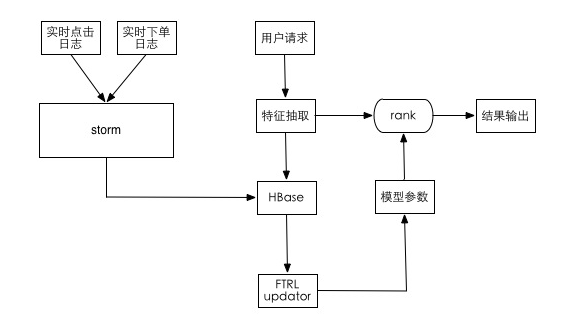 实时点击
日志
实时下单
日志
用户请求
storm
特征抽取
rank
结果输出
HBase
模型参数
FTRL
updator